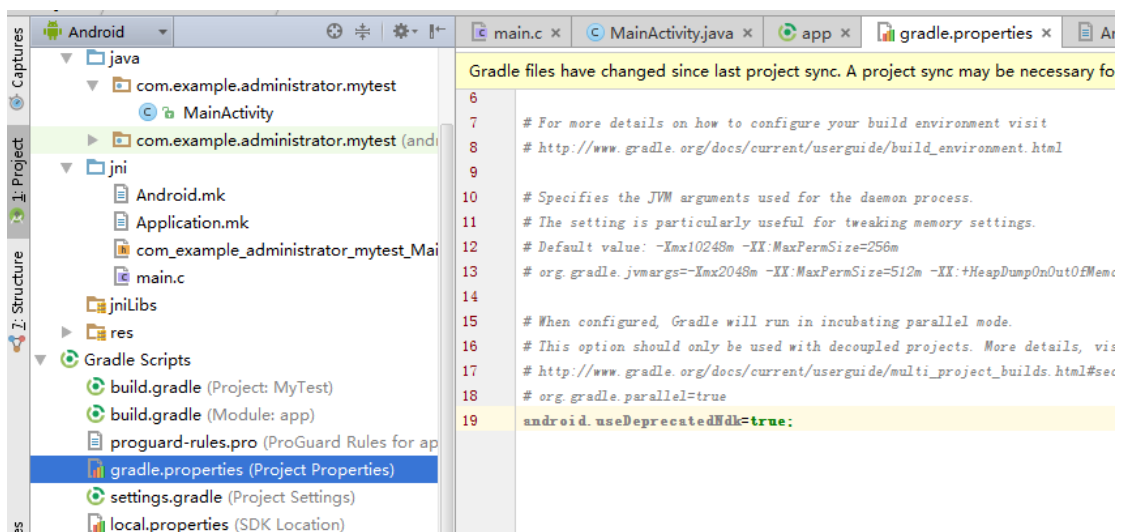 Captures
1: Project
7: Structure
Android
java
com.example.administrator.mytest
MainActivity
com.example.administrator.mytest (andr
jni
Android.mk
Application.mk
com_example_administrator_mytest_Mai
main.c
jniLibs
res
Gradle Scripts
build.gradle (Project: MyTest)
build.gradle (Module: app)
proguard-rules.pro (ProGuard Rules for ap
gradle.properties (Project Properties)
settings.gradle (Project Settings)
local.properties (SDK Location)
main.c × MainActivity.java × app × gradle.properties × A
Gradle files have changed since last project sync. A project sync may be necessary fo
6
7 # For more details on how to configure your build environment visit
8 # http://www.gradle.org/docs/current/userguide/build_environment.html
9
10 # Specifies the JVM arguments used for the daemon process.
11 # The setting is particularly useful for tweaking memory settings.
12 # Default value: -Xmx10248m -XX:MaxPermSize=256m
13 # org.gradle.jvmargs=-Xmx2048m -XX:MaxPermSize=512m -XX:+HeapDumpOnOutOfMemo
14
15 # When configured, Gradle will run in incubating parallel mode.
16 # This option should only be used with decoupled projects. More details, vis
17 # http://www.gradle.org/docs/current/userguide/multi_project_builds.html#sec
18 # org.gradle.parallel=true
19 android.useDeprecatedNdk=true;